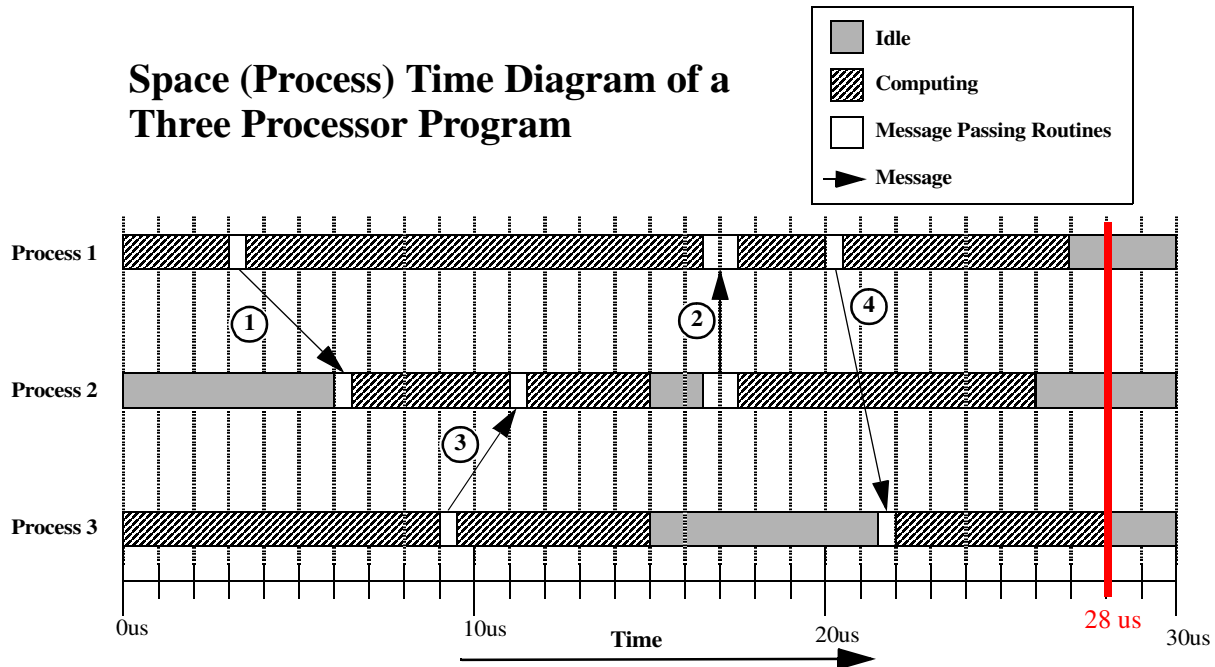 Space (Process) Time Diagram of a
Three Processor Program
Idle
Computing
Message Passing Routines
Message
Process 1
1
2
4
Process 2
3
Process 3
0us
10us
Time
20us
28 us
30us